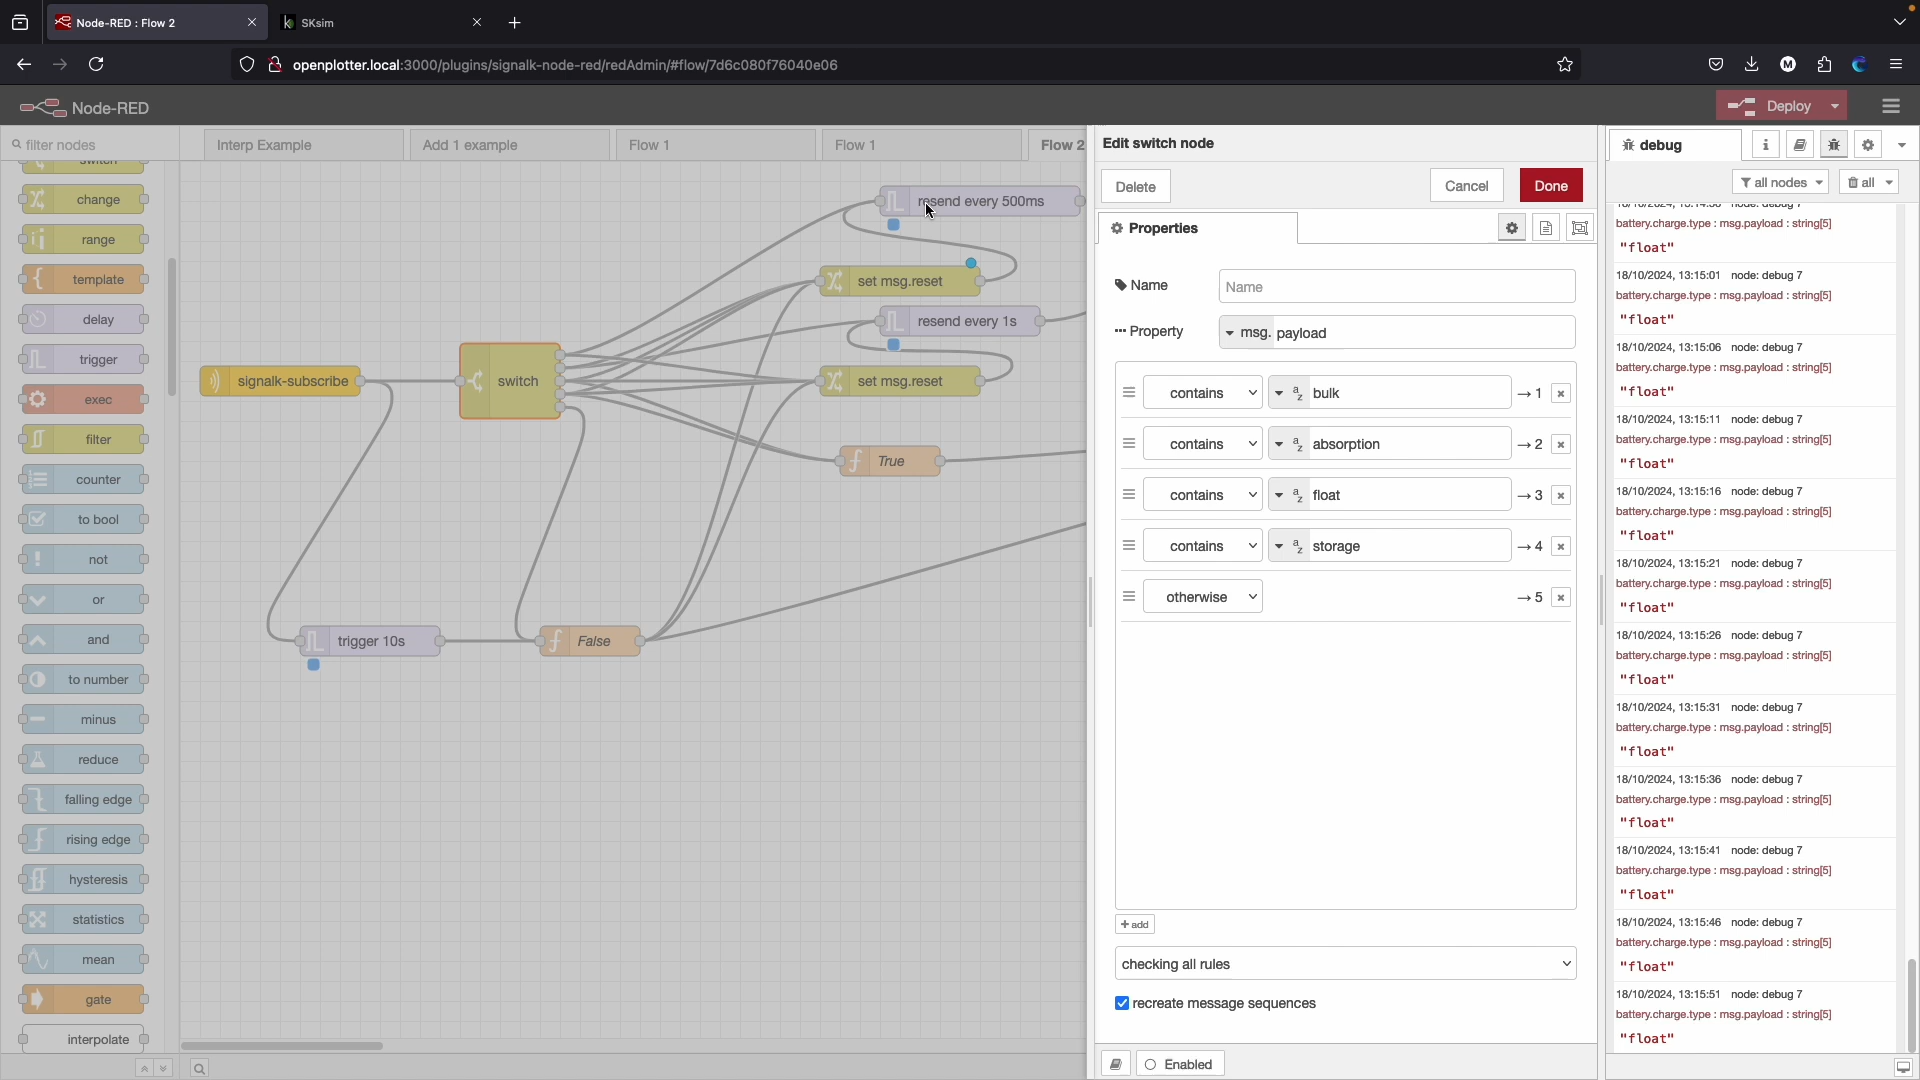 Node-RED : Flow 2
SKsim
openplotter.local:3000/plugins/signalk-node-red/redAdmin/#flow/7d6c080f76040e06
Node-RED
Deploy
filter nodes
switch
change
range
template
delay
trigger
exec
filter
counter
to bool
not
or
and
to number
minus
reduce
falling edge
rising edge
hysteresis
statistics
mean
gate
interpolate
Interp Example
Add 1 example
Flow 1
Flow 1
Flow 2
resend every 500ms
set msg.reset
resend every 1s
signalk-subscribe
switch
set msg.reset
True
trigger 10s
False
Edit switch node
Delete
Cancel
Done
Properties
Name
Name
Property
msg. payload
contains
az
bulk
→ 1
contains
az
absorption
→ 2
contains
az
float
→ 3
contains
az
storage
→ 4
otherwise
→ 5
+ add
checking all rules
recreate message sequences
Enabled
debug
i
all nodes
all
battery.charge.type : msg.payload : string[5]
"float"
18/10/2024, 13:15:01 node: debug 7
battery.charge.type : msg.payload : string[5]
"float"
18/10/2024, 13:15:06 node: debug 7
battery.charge.type : msg.payload : string[5]
"float"
18/10/2024, 13:15:11 node: debug 7
battery.charge.type : msg.payload : string[5]
"float"
18/10/2024, 13:15:16 node: debug 7
battery.charge.type : msg.payload : string[5]
"float"
18/10/2024, 13:15:21 node: debug 7
battery.charge.type : msg.payload : string[5]
"float"
18/10/2024, 13:15:26 node: debug 7
battery.charge.type : msg.payload : string[5]
"float"
18/10/2024, 13:15:31 node: debug 7
battery.charge.type : msg.payload : string[5]
"float"
18/10/2024, 13:15:36 node: debug 7
battery.charge.type : msg.payload : string[5]
"float"
18/10/2024, 13:15:41 node: debug 7
battery.charge.type : msg.payload : string[5]
"float"
18/10/2024, 13:15:46 node: debug 7
battery.charge.type : msg.payload : string[5]
"float"
18/10/2024, 13:15:51 node: debug 7
battery.charge.type : msg.payload : string[5]
"float"